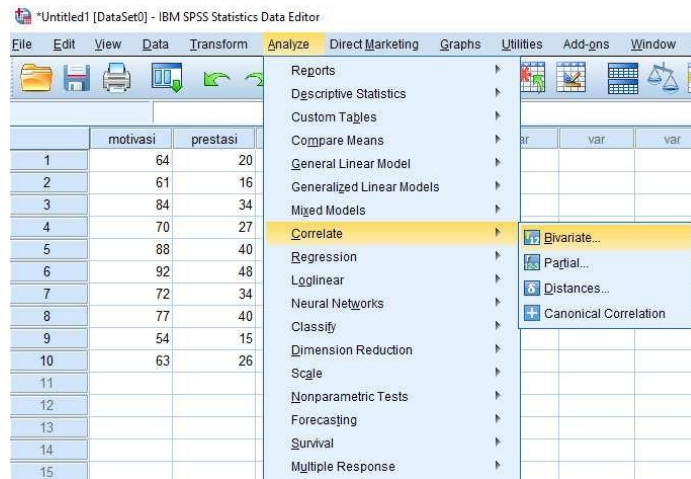 *Untitled1 [DataSet0] - IBM SPSS Statistics Data Editor
File Edit View Data Transform Analyze Direct Marketing Graphs Utilities Add-ons Window
Reports
Descriptive Statistics
Custom Tables
Compare Means
General Linear Model
Generalized Linear Models
Mixed Models
Correlate
Regression
Loglinear
Neural Networks
Classify
Dimension Reduction
Scale
Nonparametric Tests
Forecasting
Survival
Multiple Response
Bivariate...
Partial...
Distances...
Canonical Correlation
motivasi prestasi ar var var
1 64 20
2 61 16
3 84 34
4 70 27
5 88 40
6 92 48
7 72 34
8 77 40
9 54 15
10 63 26
11
12
13
14
15